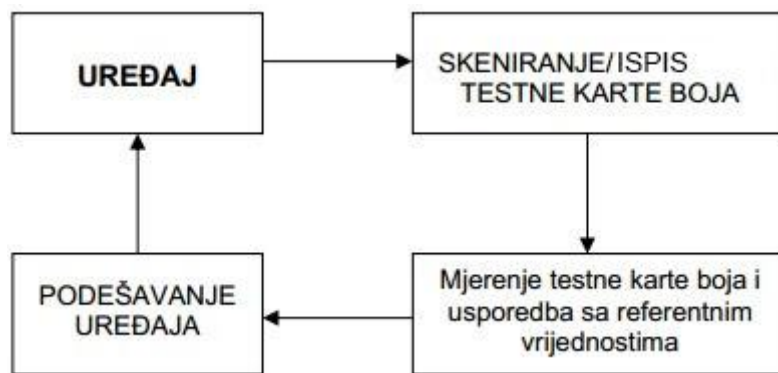 UREĐAJ
SKENIRANJE/ISPIS
TESTNE KARTE BOJA
PODEŠAVANJE
UREĐAJA
Mjerenje testne karte boja i
usporedba sa referentnim
vrijednostima